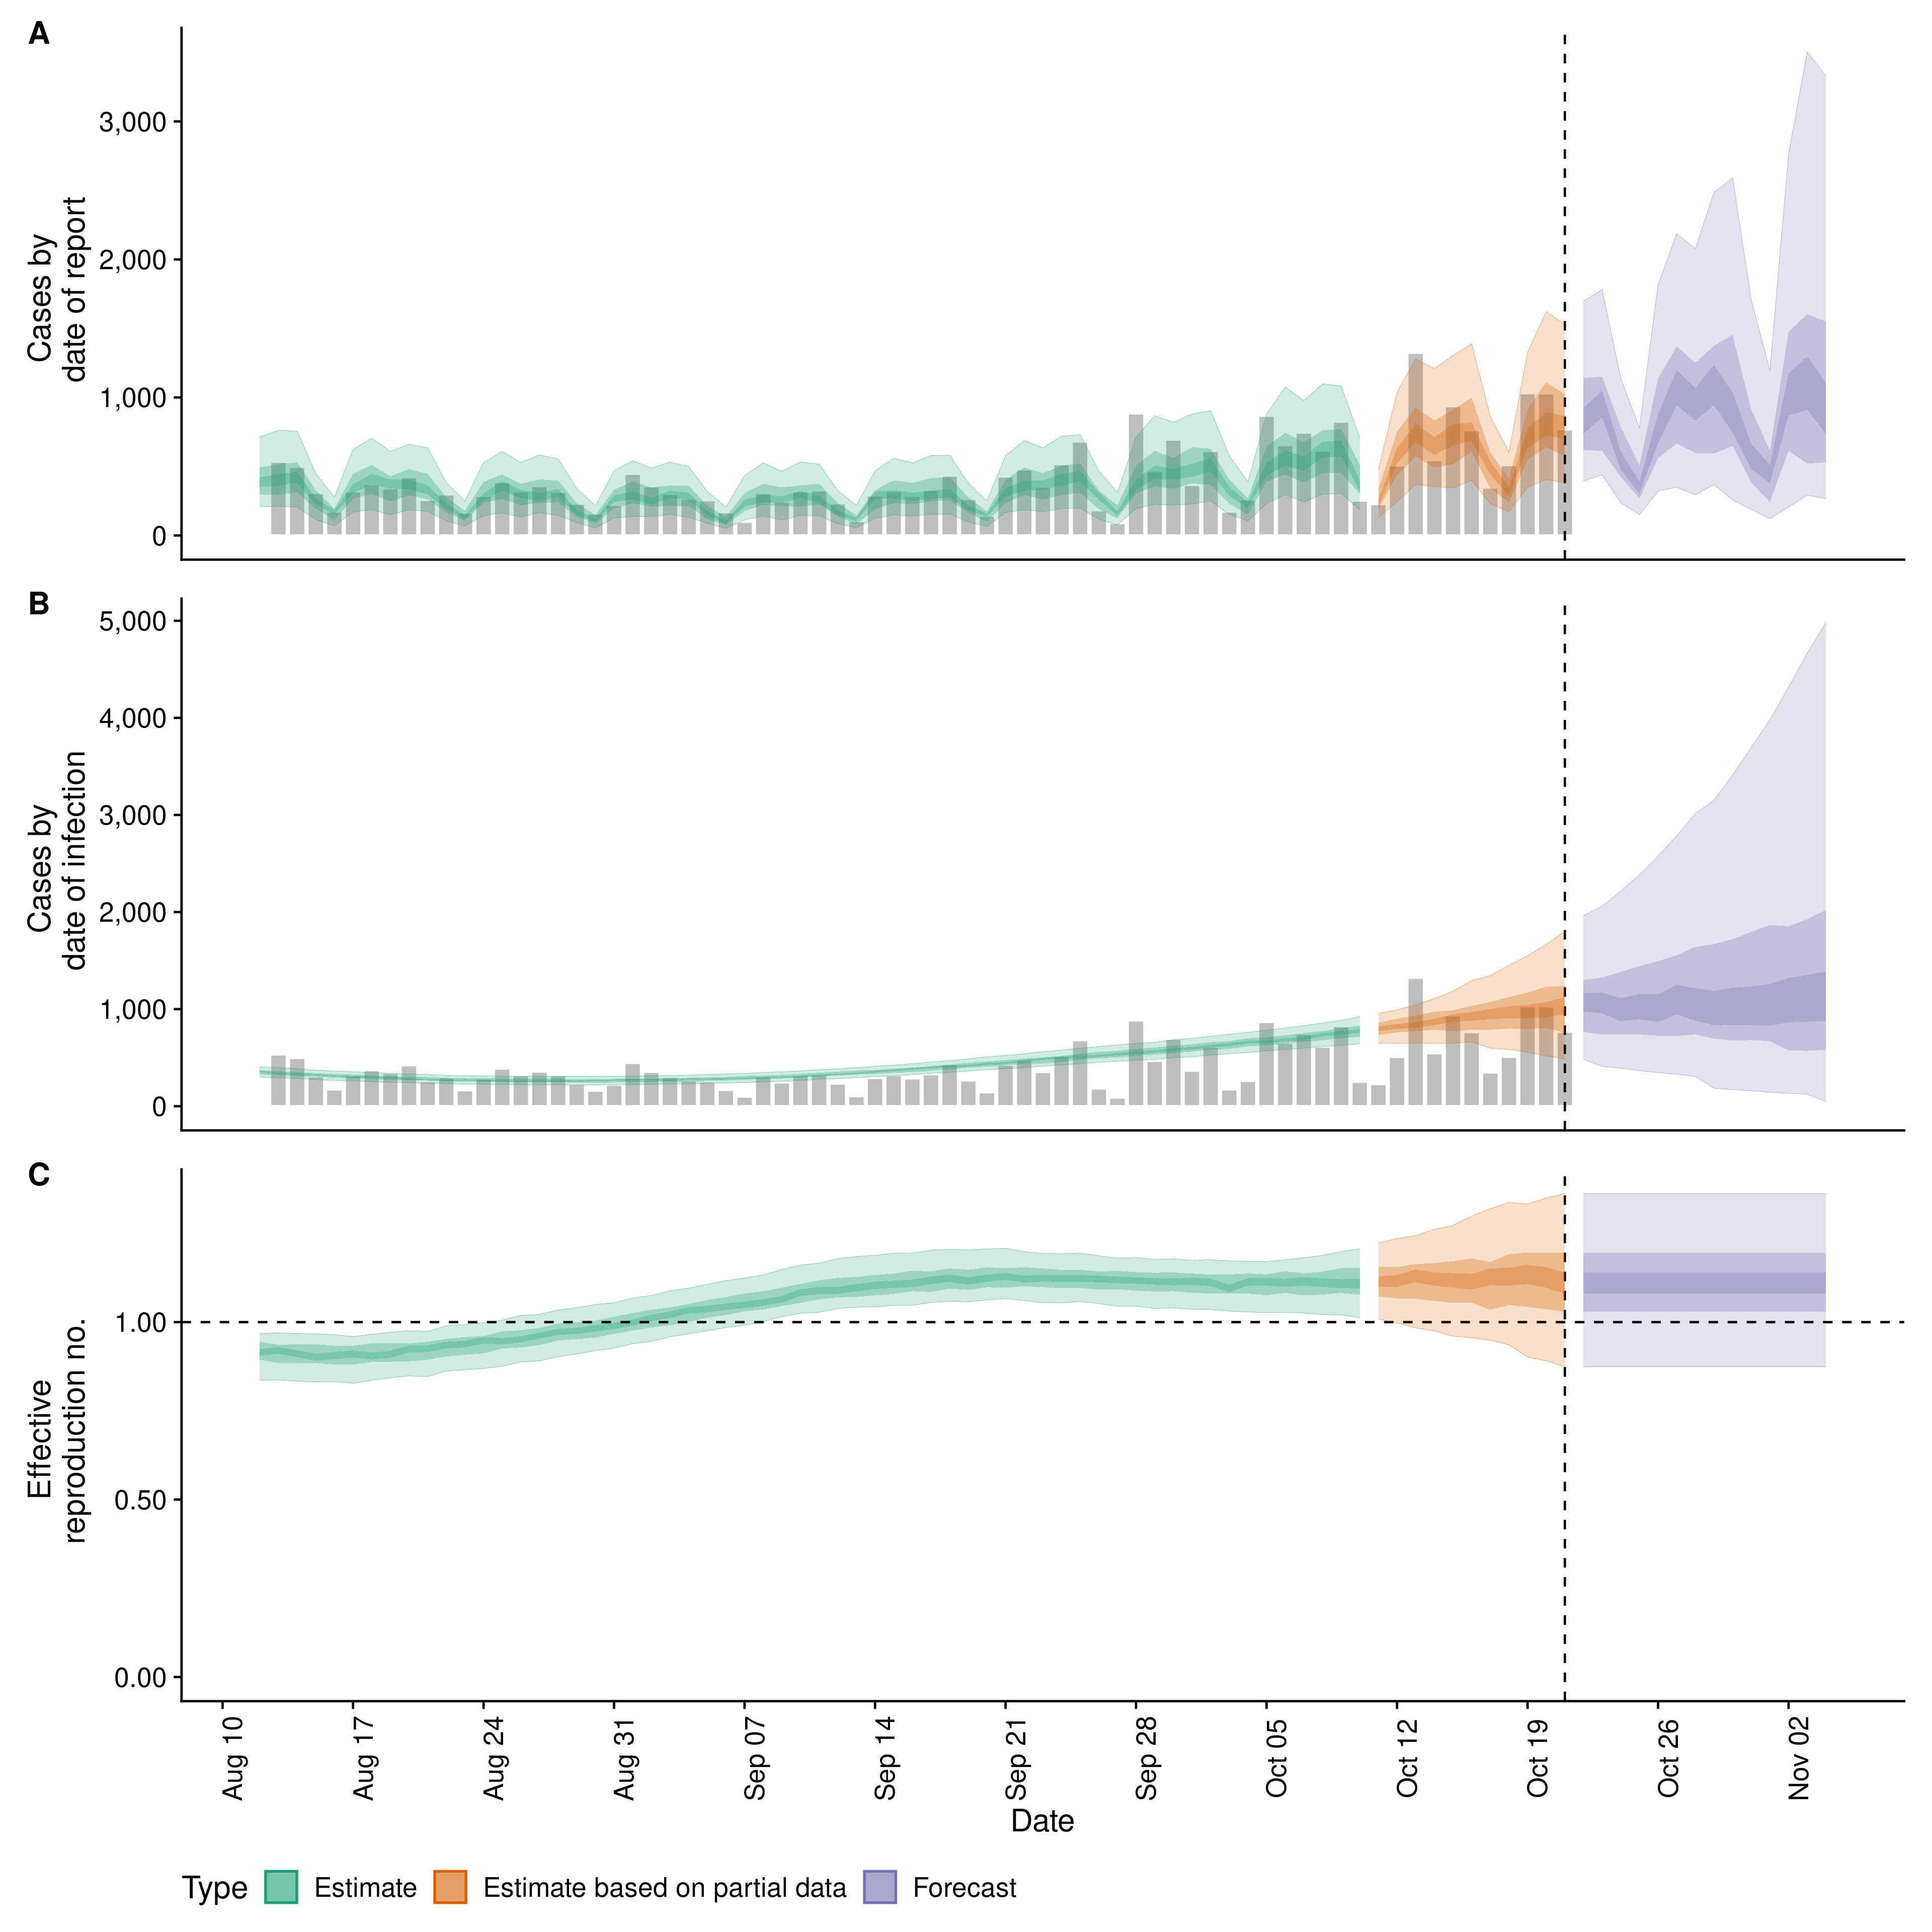 A
Cases by
date of report
3,000
2,000
1,000
0
B
Cases by
date of infection
5,000
4,000
3,000
2,000
1,000
0
C
Effective
reproduction no.
1.00
0.50
0.00
Aug 10
Aug 17
Aug 24
Aug 31
Sep 07
Sep 14
Sep 21
Sep 28
Oct 05
Oct 12
Oct 19
Oct 26
Nov 02
Date
Type Estimate Estimate based on partial data Forecast